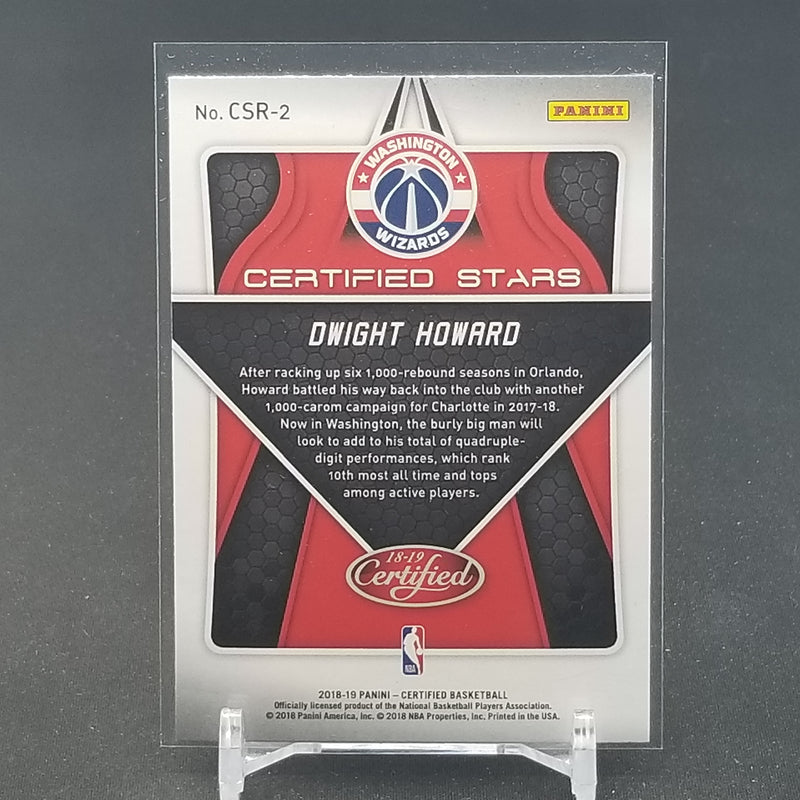 No. CSR-2
PANINI
WASHINGTON
WIZARDS
CERTIFIED STARS
DWIGHT HOWARD
After racking up six 1,000-rebound seasons in Orlando,
Howard battled his way back into the club with another
1,000-carom campaign for Charlotte in 2017-18.
Now in Washington, the burly big man will
look to add to his total of quadruple-
digit performances, which rank
10th most all time and tops
among active players.
18-19
Certified
NBA
2018-19 PANINI – CERTIFIED BASKETBALL
Officially licensed product of the National Basketball Players Association.
© 2018 Panini America, Inc. © 2018 NBA Properties, Inc. Printed in the USA.